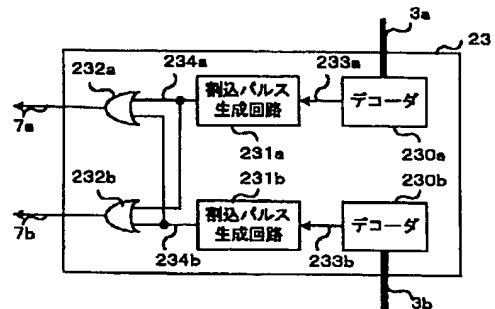 3a
23
232a
234a
233a
割込パルス
生成回路
デコーダ
7a
231a
230a
232b
231b
230b
割込パルス
生成回路
デコーダ
7b
234b
233b
3b